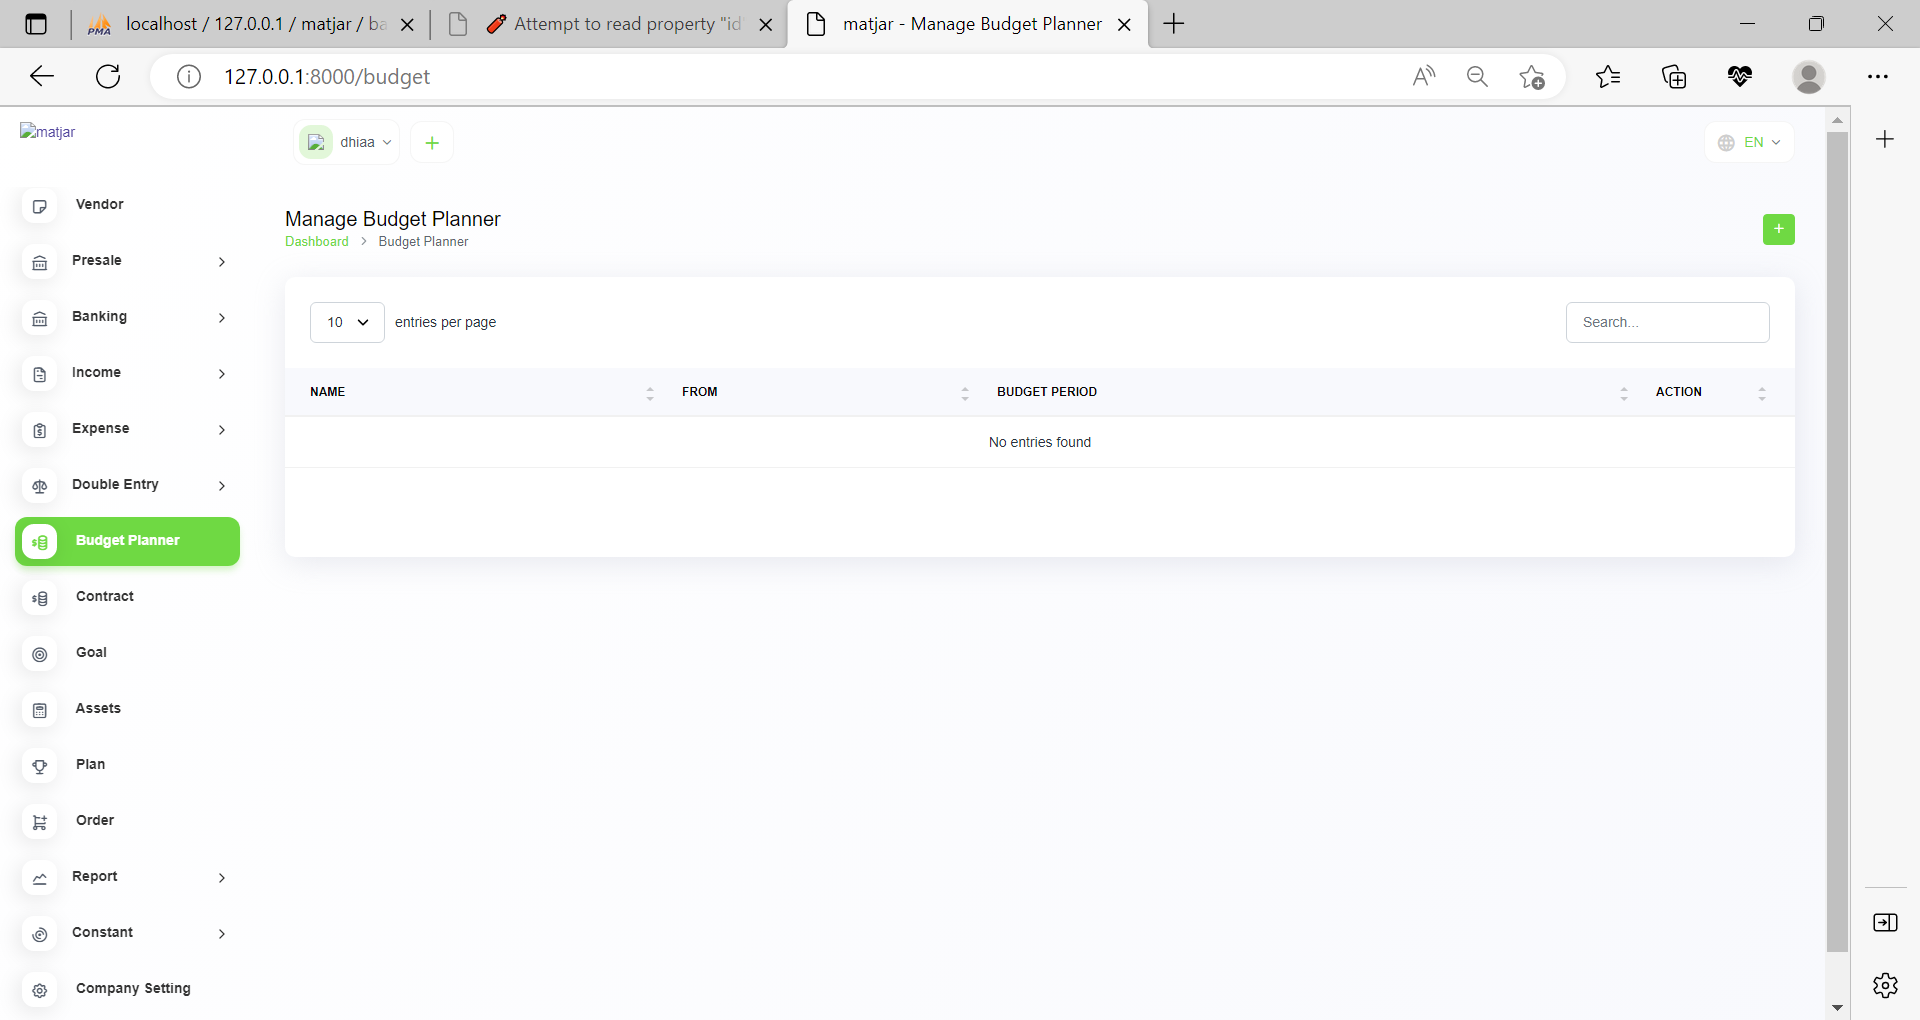 localhost / 127.0.0.1 / matjar / ba
Attempt to read property "id
matjar - Manage Budget Planner
127.0.0.1:8000/budget
matjar
dhiaa
EN
Vendor
Presale
Banking
Income
Expense
Double Entry
Budget Planner
Contract
Goal
Assets
Plan
Order
Report
Constant
Company Setting
Manage Budget Planner
Dashboard > Budget Planner
+
10 entries per page
Search...
NAME FROM BUDGET PERIOD ACTION
No entries found